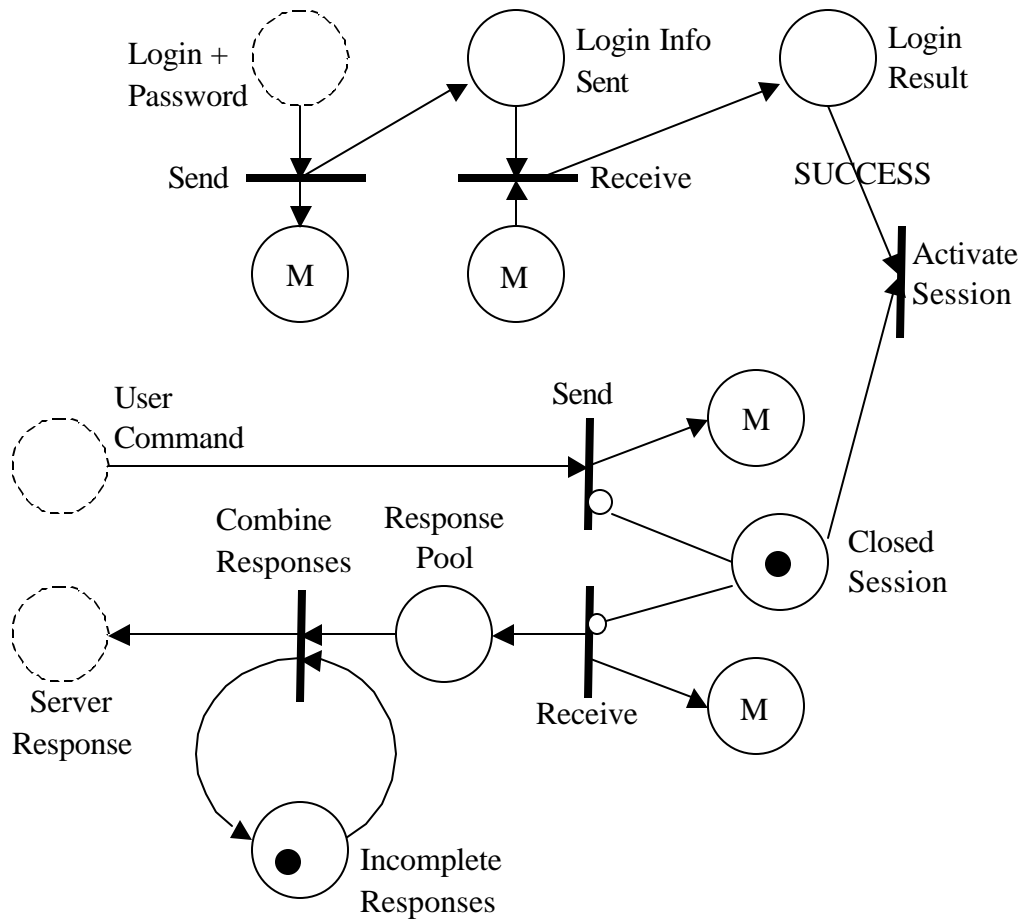 Login +
Password
Login Info
Sent
Login
Result
Send
Receive
SUCCESS
M
M
Activate
Session
User
Command
Send
M
Combine
Responses
Response
Pool
Closed
Session
Server
Response
Receive
M
Incomplete
Responses